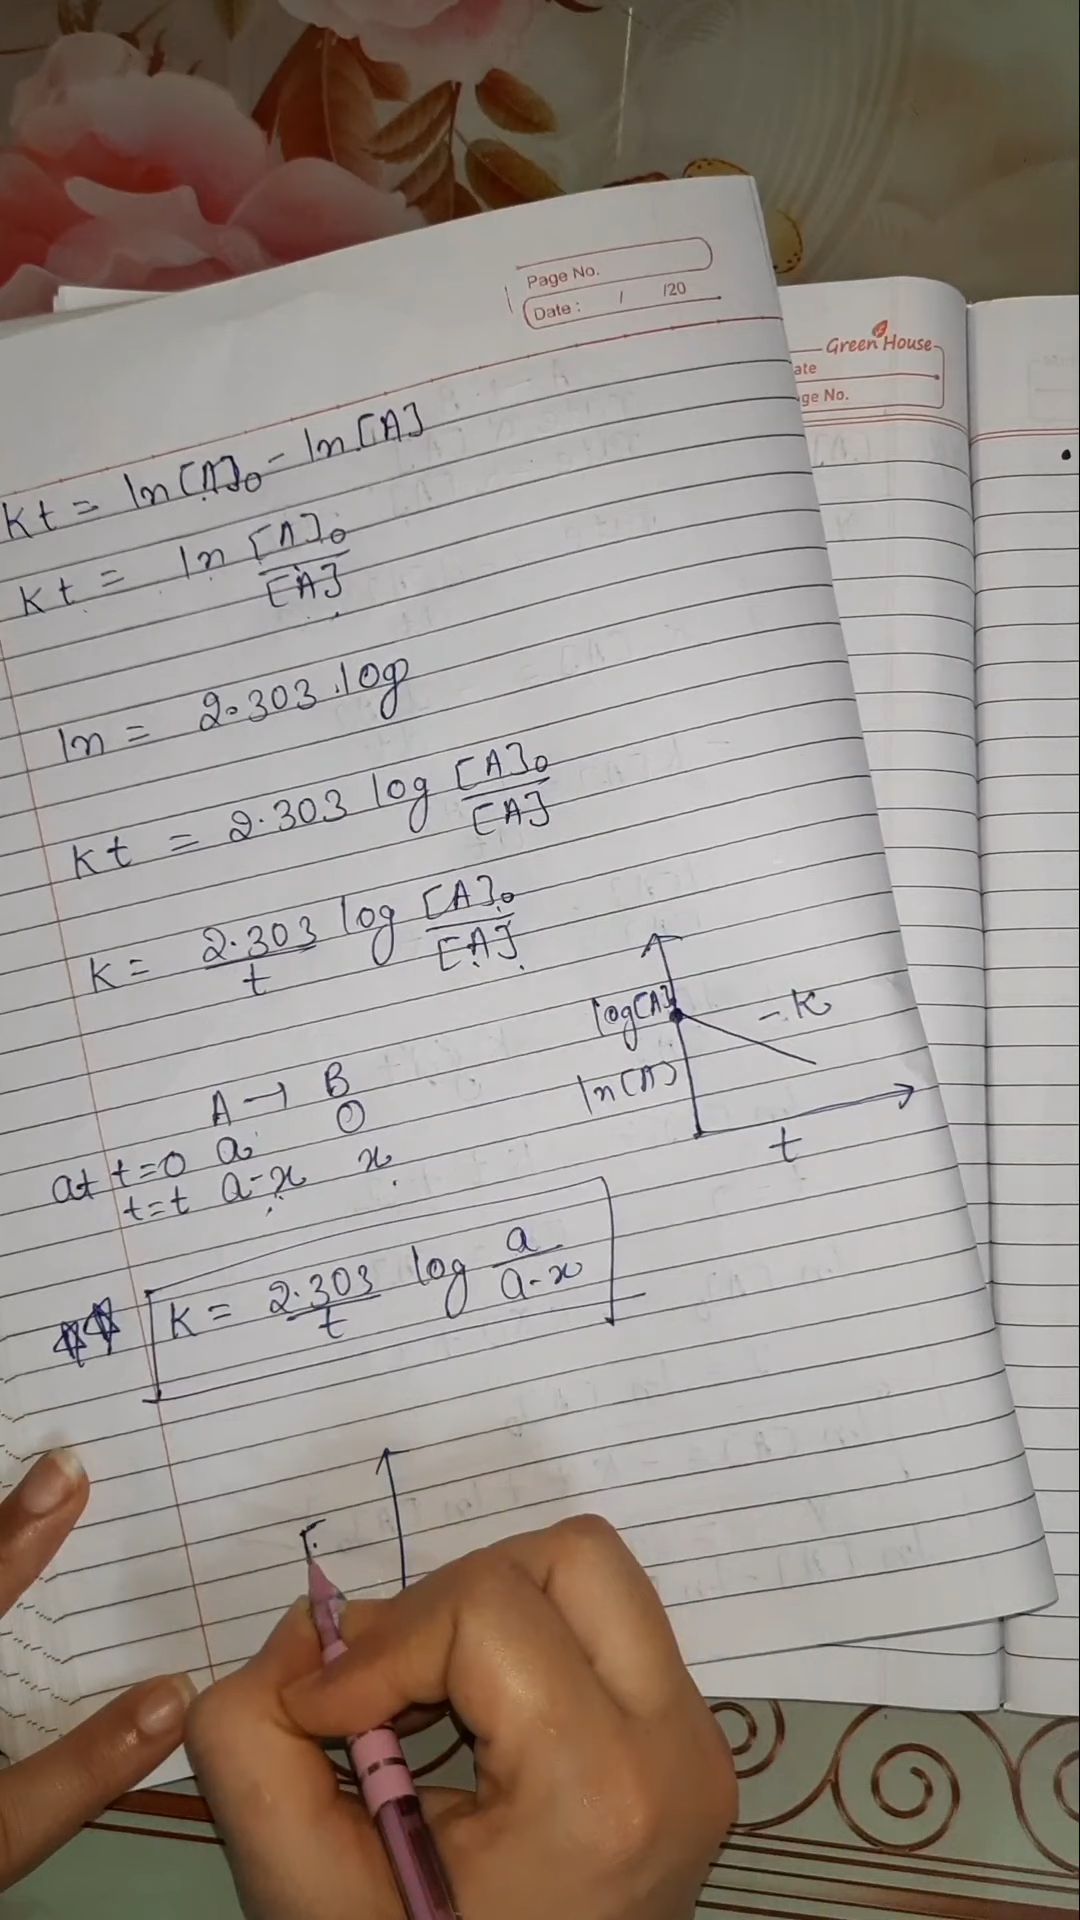 Page No.
Date : / /20
Green House
ate
ge No.
Kt = ln[A]₀ - ln[A]
Kt = ln [A]₀/[A]
ln = 2.303 log
Kt = 2.303 log [A]₀/[A]
K = 2.303/t log [A]₀/[A]
log[A]
- K
ln[A]
t
A → B
at t=0 a 0
t=t a-x x
K = 2.303/t log a/a-x